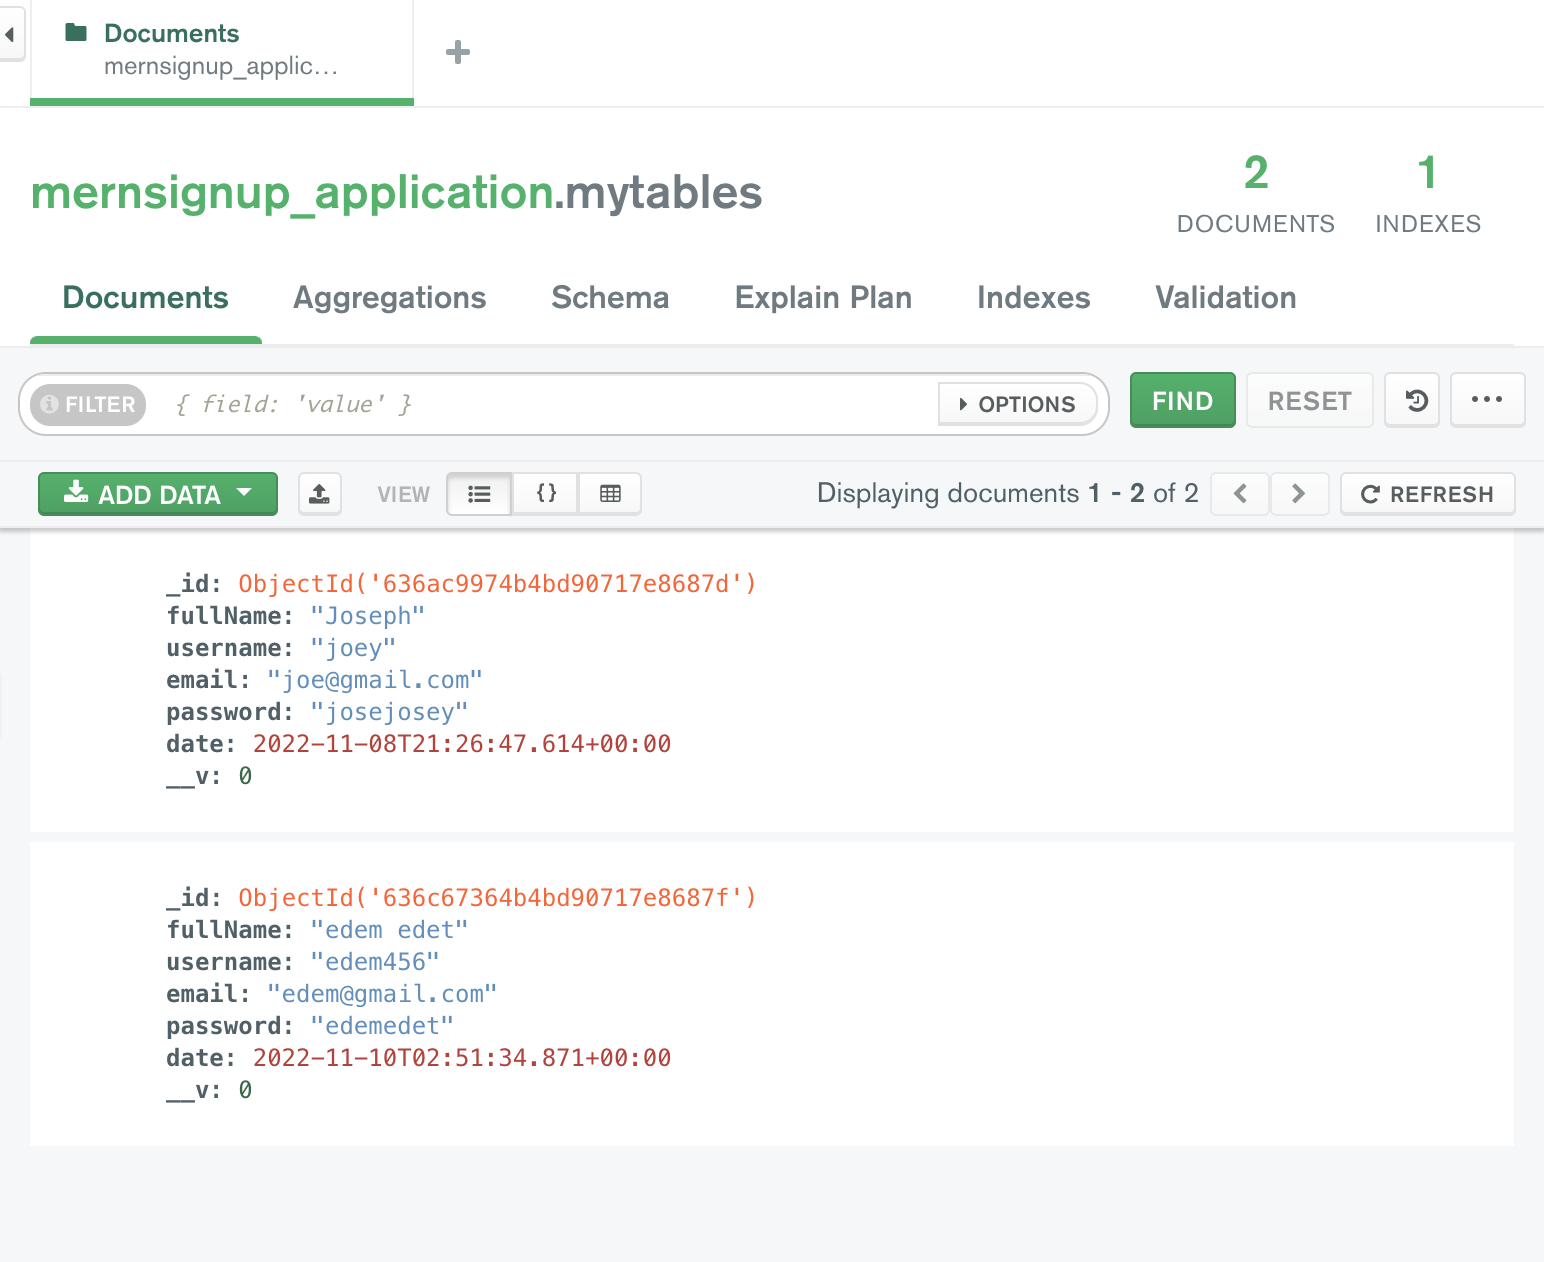 Documents
mernsignup_applic...
mernsignup_application.mytables
2
DOCUMENTS
1
INDEXES
Documents Aggregations Schema Explain Plan Indexes Validation
FILTER { field: 'value' } OPTIONS FIND RESET
ADD DATA VIEW {} Displaying documents 1 - 2 of 2 REFRESH
_id: ObjectId('636ac9974b4bd90717e8687d')
fullName: "Joseph"
username: "joey"
email: "joe@gmail.com"
password: "josejosey"
date: 2022-11-08T21:26:47.614+00:00
__v: 0
_id: ObjectId('636c67364b4bd90717e8687f')
fullName: "edem edet"
username: "edem456"
email: "edem@gmail.com"
password: "edemedet"
date: 2022-11-10T02:51:34.871+00:00
__v: 0